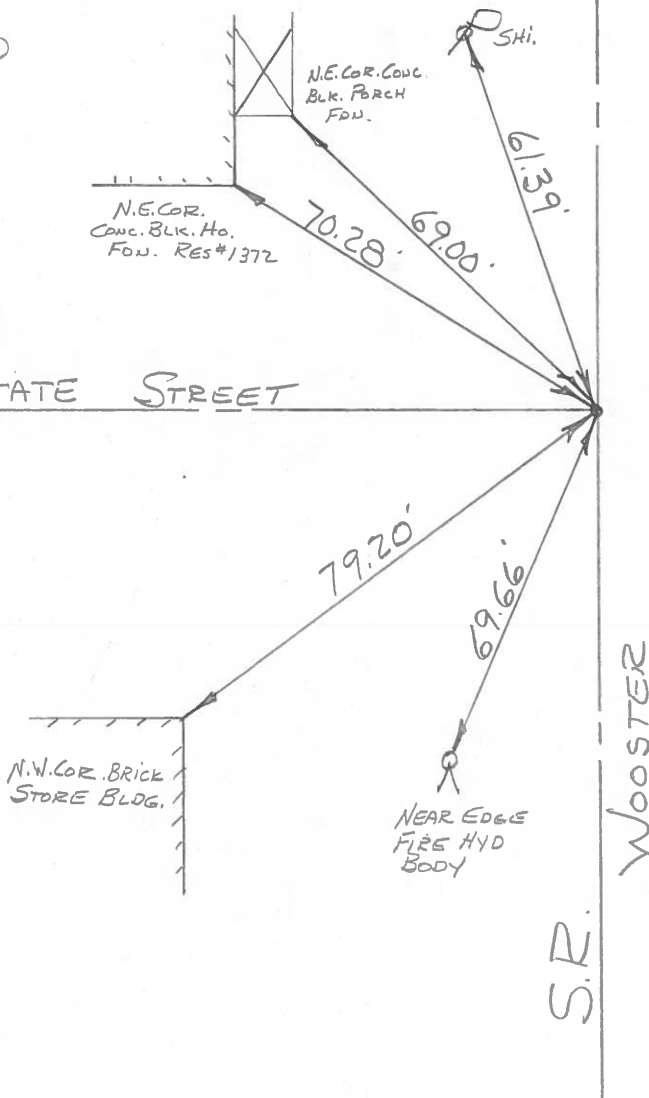 SHI.
N.E.COR.CONC.
BLK. PORCH
FDN.
61.39'
N.E.COR.
CONC.BLK.HO.
FDN. RES#1372
70.28'
69.00'
TATE STREET
79.20'
69.66'
N.W.COR.BRICK
STORE BLDG.
NEAR EDGE
FIRE HYD
BODY
WOOSTER
S.R.